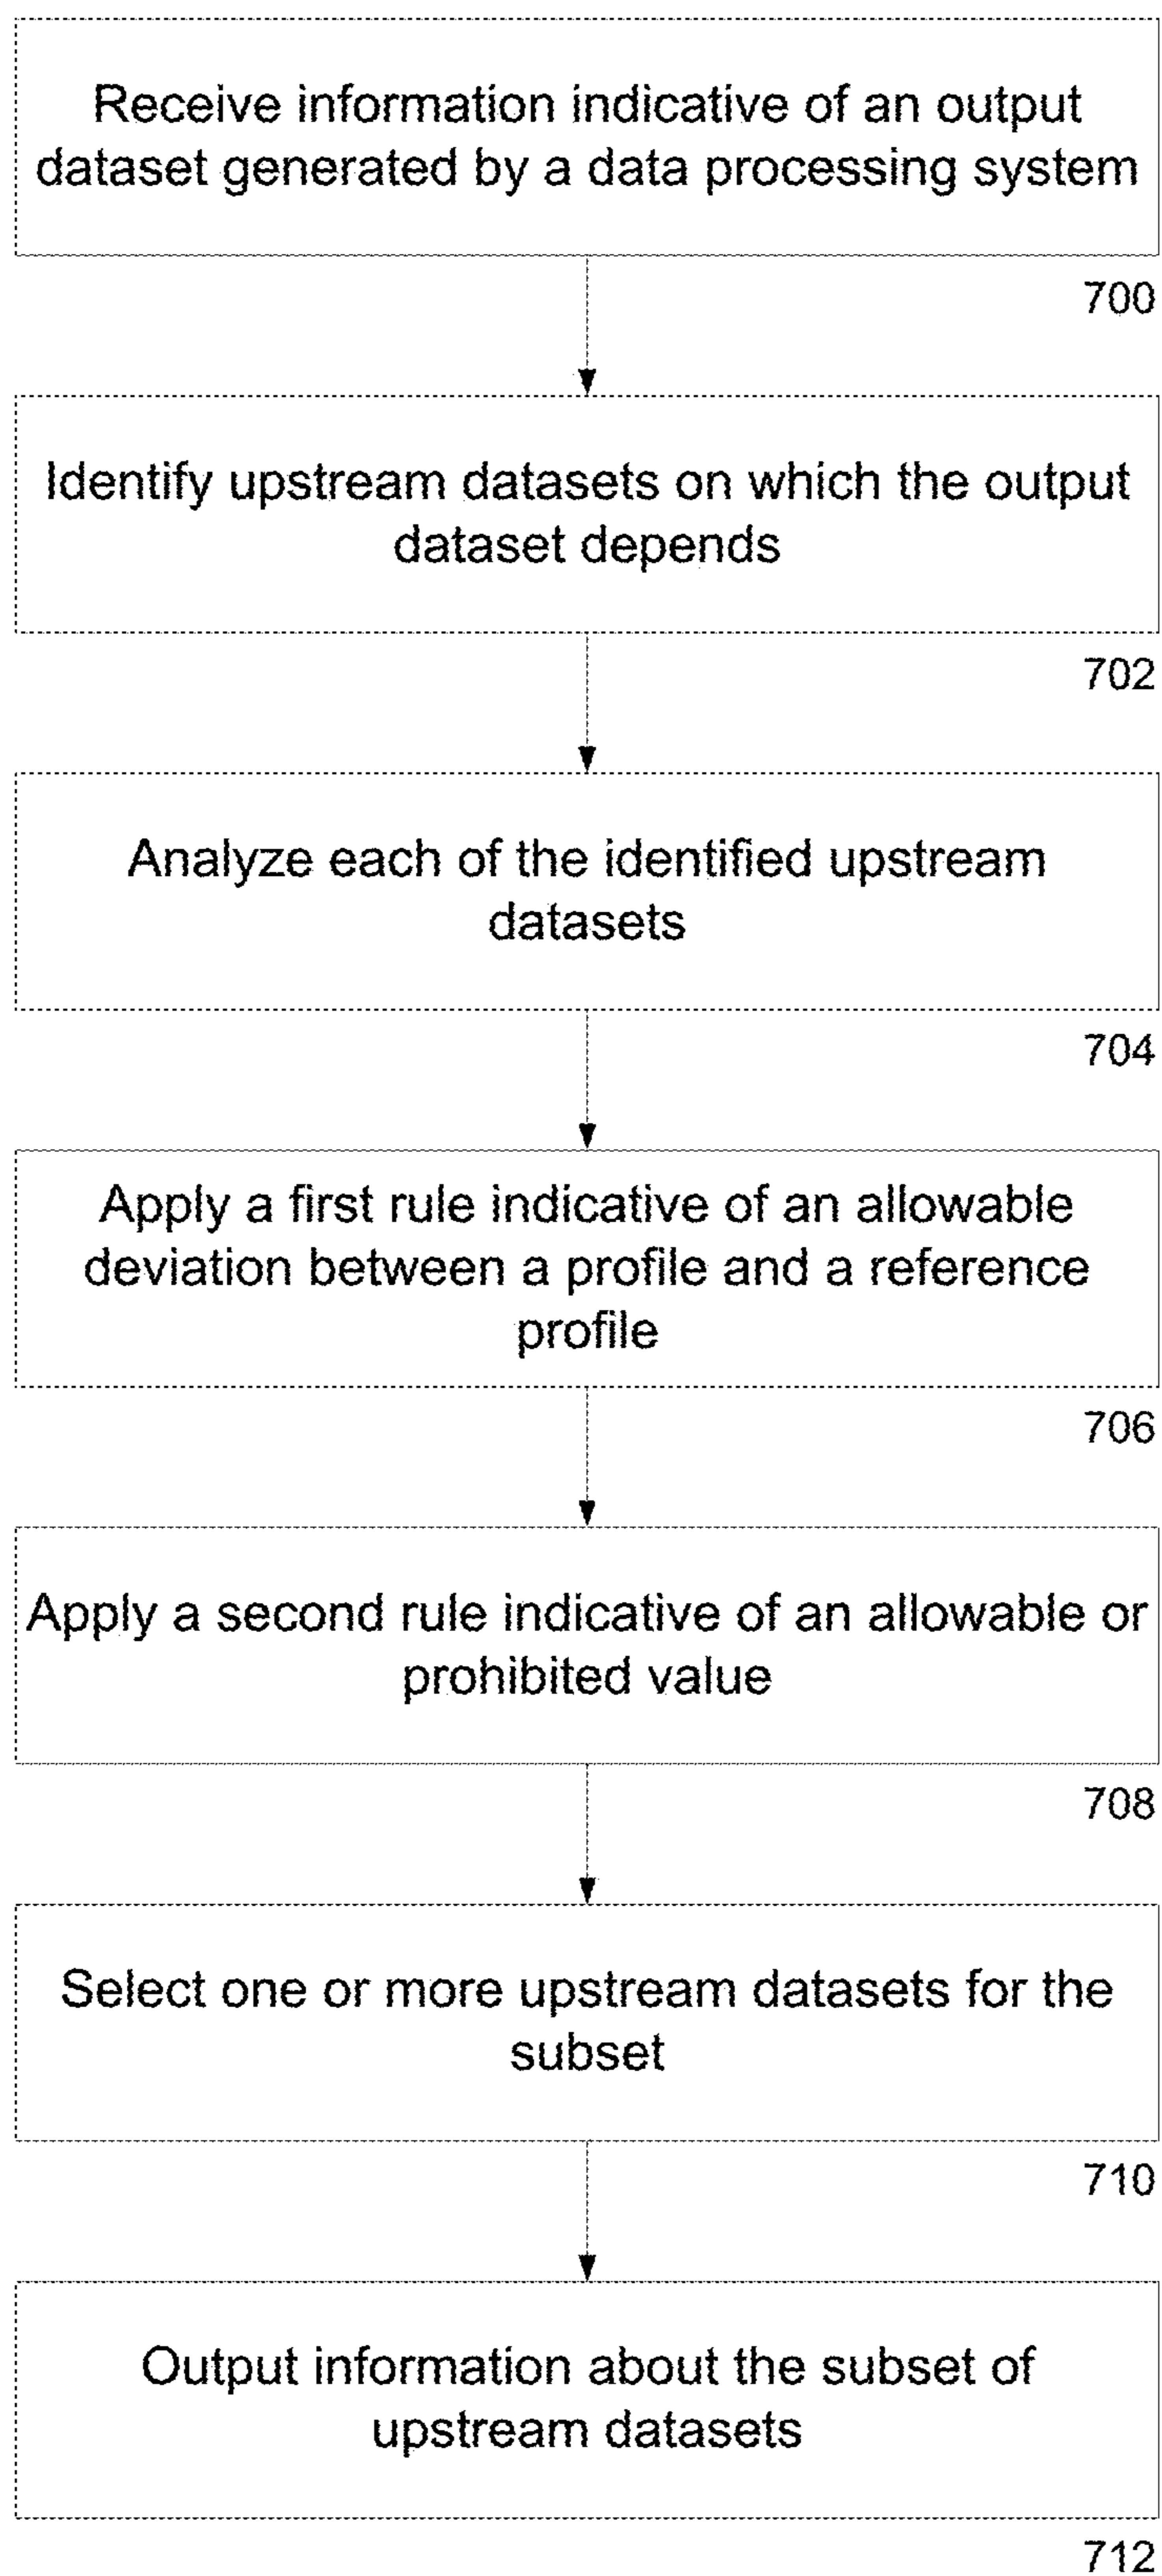 Receive information indicative of an output
dataset generated by a data processing system
700
Identify upstream datasets on which the output
dataset depends
702
Analyze each of the identified upstream
datasets
704
Apply a first rule indicative of an allowable
deviation between a profile and a reference
profile
706
Apply a second rule indicative of an allowable or
prohibited value
708
Select one or more upstream datasets for the
subset
710
Output information about the subset of
upstream datasets
712